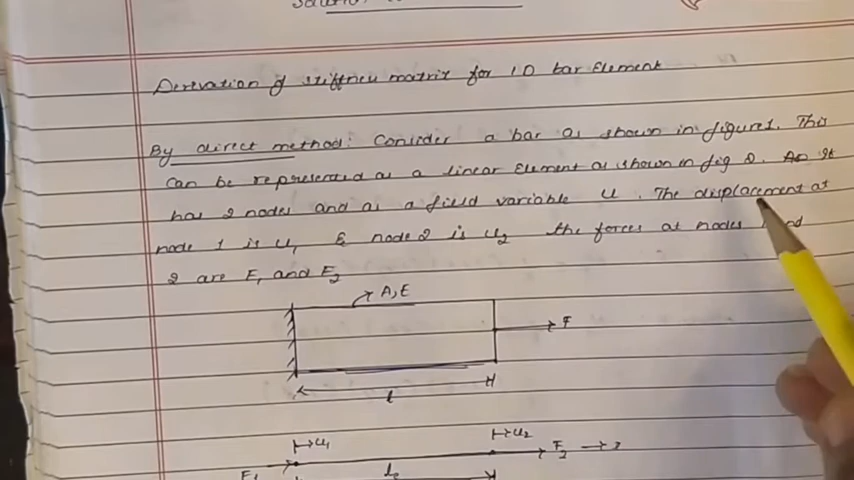 Derivation of stiffness matrix for 1D bar Element
By direct method: Consider a bar as shown in figure 1. This
can be represented as a linear Element as shown in fig 2. As It
has 2 nodes and as a field variable u. The displacement at
node 1 is u1 & node 2 is u2 the forces at nodes and
2 are F1 and F2
A,E
F
l
u1 u2
F1 F2